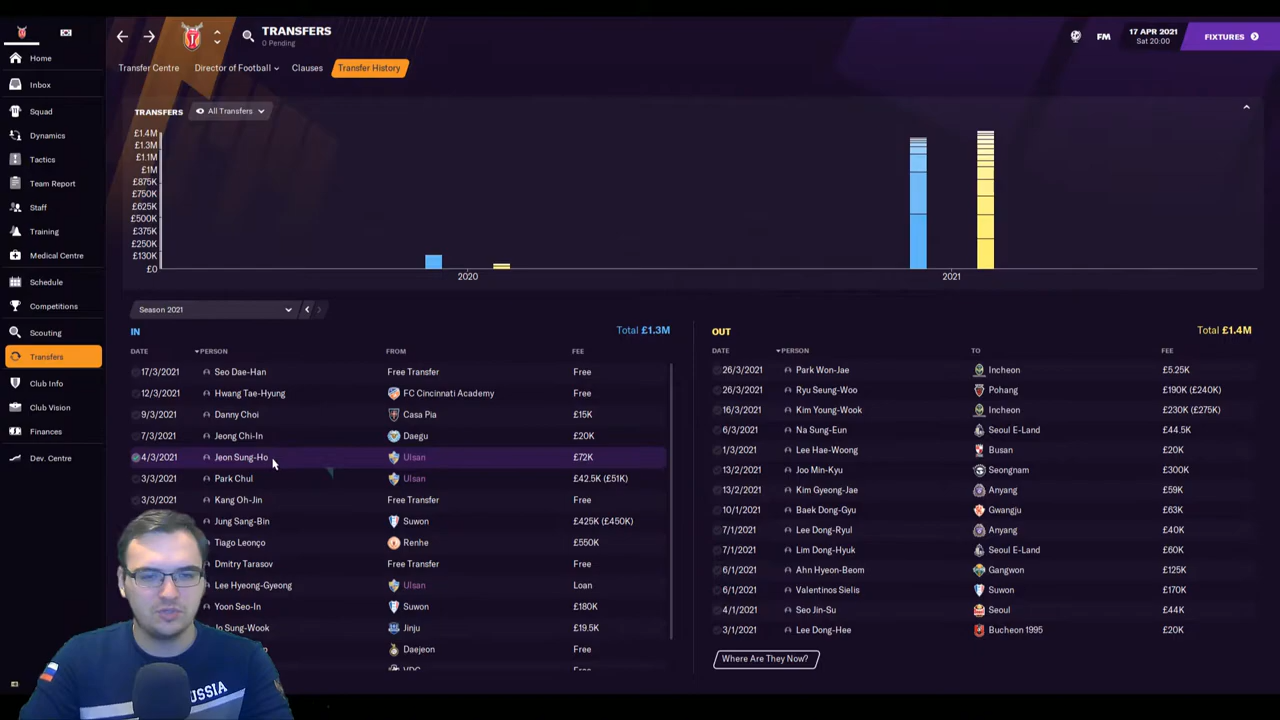 TRANSFERS
0 Pending
FM
17 APR 2021
Sat 20:00
FIXTURES
Home
Inbox
Squad
Dynamics
Tactics
Team Report
Staff
Training
Medical Centre
Schedule
Competitions
Scouting
Transfers
Club Info
Club Vision
Finances
Dev. Centre
Transfer Centre
Director of Football
Clauses
Transfer History
TRANSFERS
All Transfers
£1.4M
£1.3M
£1.1M
£1M
£875K
£750K
£625K
£500K
£375K
£250K
£130K
£0
2020
2021
Season 2021
IN
Total £1.3M
DATE PERSON FROM FEE
17/3/2021 Seo Dae-Han Free Transfer Free
12/3/2021 Hwang Tae-Hyung FC Cincinnati Academy Free
9/3/2021 Danny Choi Casa Pia £15K
7/3/2021 Jeong Chi-In Daegu £20K
4/3/2021 Jeon Sung-Ho Ulsan £72K
3/3/2021 Park Chul Ulsan £42.5K (£51K)
3/3/2021 Kang Oh-Jin Free Transfer Free
Jung Sang-Bin Suwon £425K (£450K)
Tiago Leonço Renhe £550K
Dmitry Tarasov Free Transfer Free
Lee Hyeong-Gyeong Ulsan Loan
Yoon Seo-In Suwon £180K
Jo Sung-Wook Jinju £19.5K
Daejeon Free
OUT
Total £1.4M
DATE PERSON TO FEE
26/3/2021 Park Won-Jae Incheon £5.25K
26/3/2021 Ryu Seung-Woo Pohang £190K (£240K)
16/3/2021 Kim Young-Wook Incheon £230K (£275K)
6/3/2021 Na Sung-Eun Seoul E-Land £44.5K
1/3/2021 Lee Hae-Woong Busan £20K
13/2/2021 Joo Min-Kyu Seongnam £300K
13/2/2021 Kim Gyeong-Jae Anyang £59K
10/1/2021 Baek Dong-Gyu Gwangju £63K
7/1/2021 Lee Dong-Ryul Anyang £40K
7/1/2021 Lim Dong-Hyuk Seoul E-Land £60K
6/1/2021 Ahn Hyeon-Beom Gangwon £125K
6/1/2021 Valentinos Sielis Suwon £170K
4/1/2021 Seo Jin-Su Seoul £44K
3/1/2021 Lee Dong-Hee Bucheon 1995 £20K
Where Are They Now?
RUSSIA